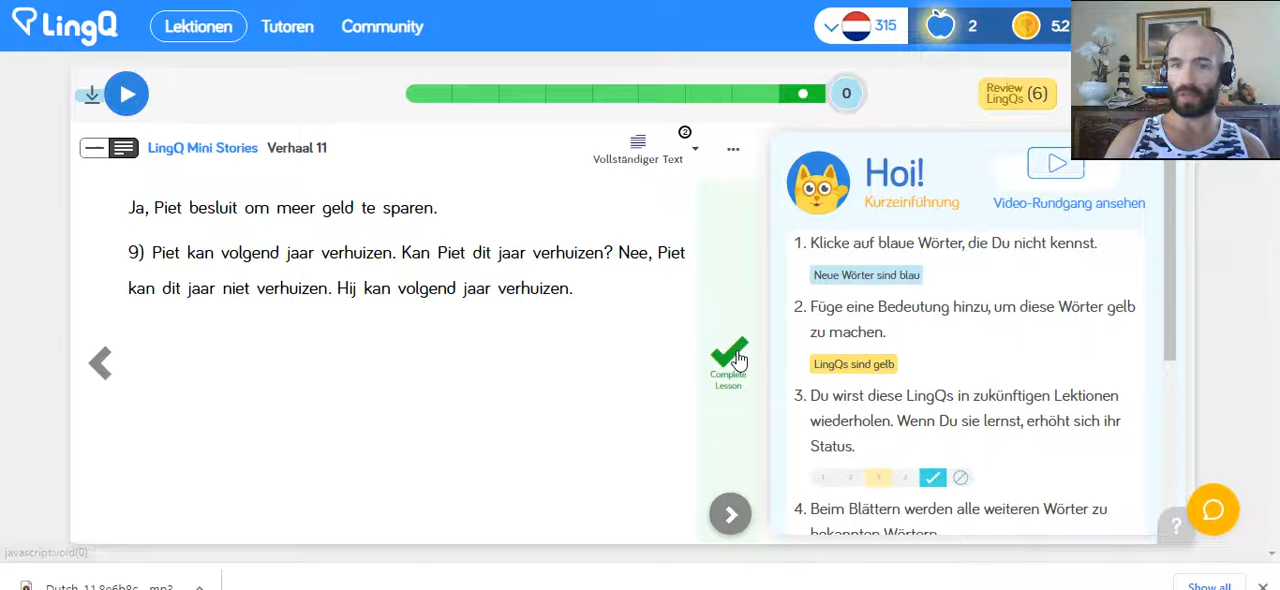 LingQ
Lektionen
Tutoren
Community
315
2
5.2
Review
LingQs (6)
0
LingQ Mini Stories Verhaal 11
2
Vollständiger Text
...
Ja, Piet besluit om meer geld te sparen.
9) Piet kan volgend jaar verhuizen. Kan Piet dit jaar verhuizen? Nee, Piet
kan dit jaar niet verhuizen. Hij kan volgend jaar verhuizen.
Complete
Lesson
Hoi!
Kurzeinführung
Video-Rundgang ansehen
1. Klicke auf blaue Wörter, die Du nicht kennst.
Neue Wörter sind blau
2. Füge eine Bedeutung hinzu, um diese Wörter gelb
zu machen.
LingQs sind gelb
3. Du wirst diese LingQs in zukünftigen Lektionen
wiederholen. Wenn Du sie lernst, erhöht sich ihr
Status.
4. Beim Blättern werden alle weiteren Wörter zu
bekannten Wörtern
?
javascript:void(0)
Show all